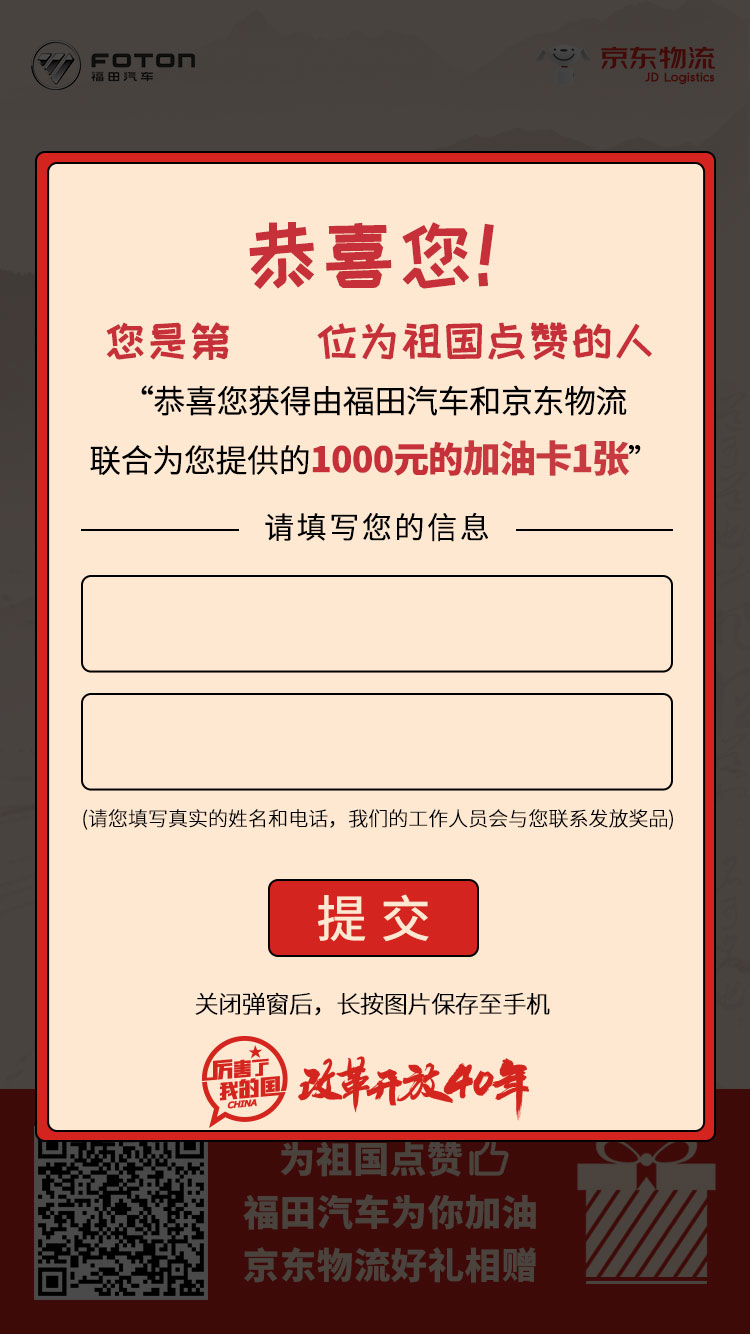 FOTON
福田汽车
京东物流
JD Logistics
恭喜您!
您是第 位为祖国点赞的人
“恭喜您获得由福田汽车和京东物流
联合为您提供的1000元的加油卡1张”
请填写您的信息
(请您填写真实的姓名和电话，我们的工作人员会与您联系发放奖品)
提交
关闭弹窗后，长按图片保存至手机
厉害了
我的国
CHINA
改革开放40年
为祖国点赞
福田汽车为你加油
京东物流好礼相赠